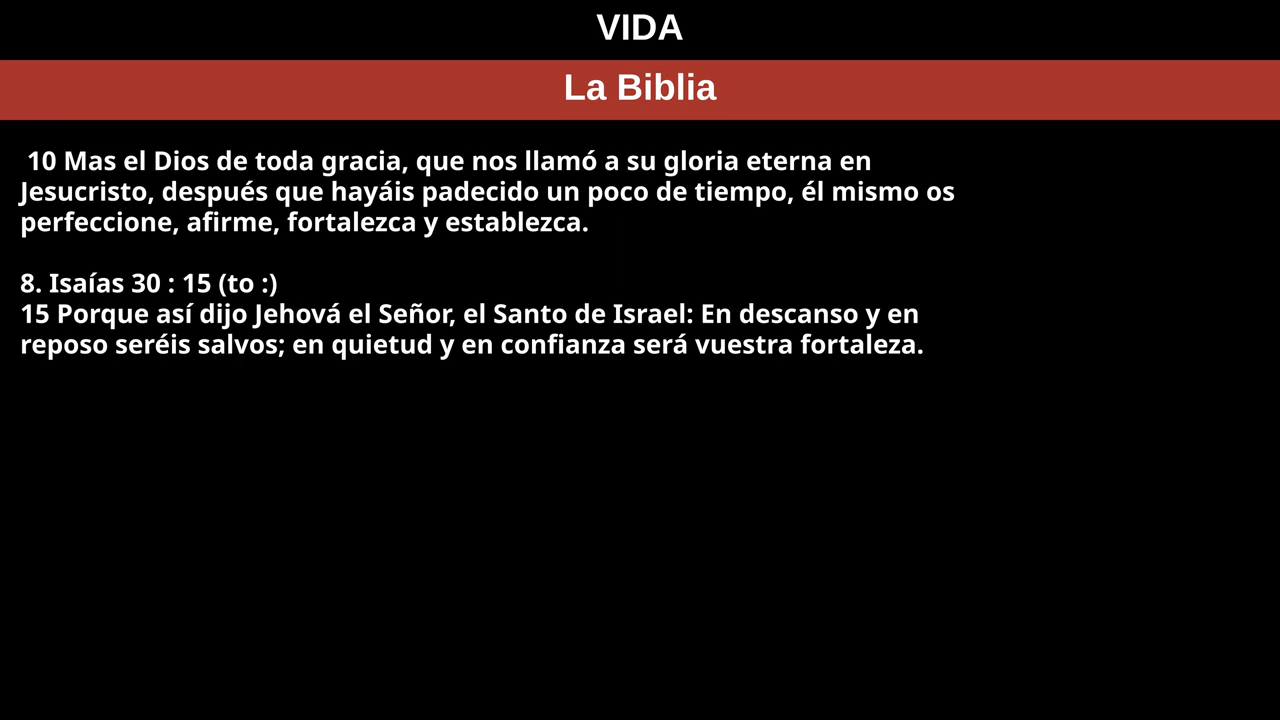 VIDA
La Biblia
10 Mas el Dios de toda gracia, que nos llamó a su gloria eterna en
Jesucristo, después que hayáis padecido un poco de tiempo, él mismo os
perfeccione, afirme, fortalezca y establezca.
8. Isaías 30 : 15 (to :)
15 Porque así dijo Jehová el Señor, el Santo de Israel: En descanso y en
reposo seréis salvos; en quietud y en confianza será vuestra fortaleza.